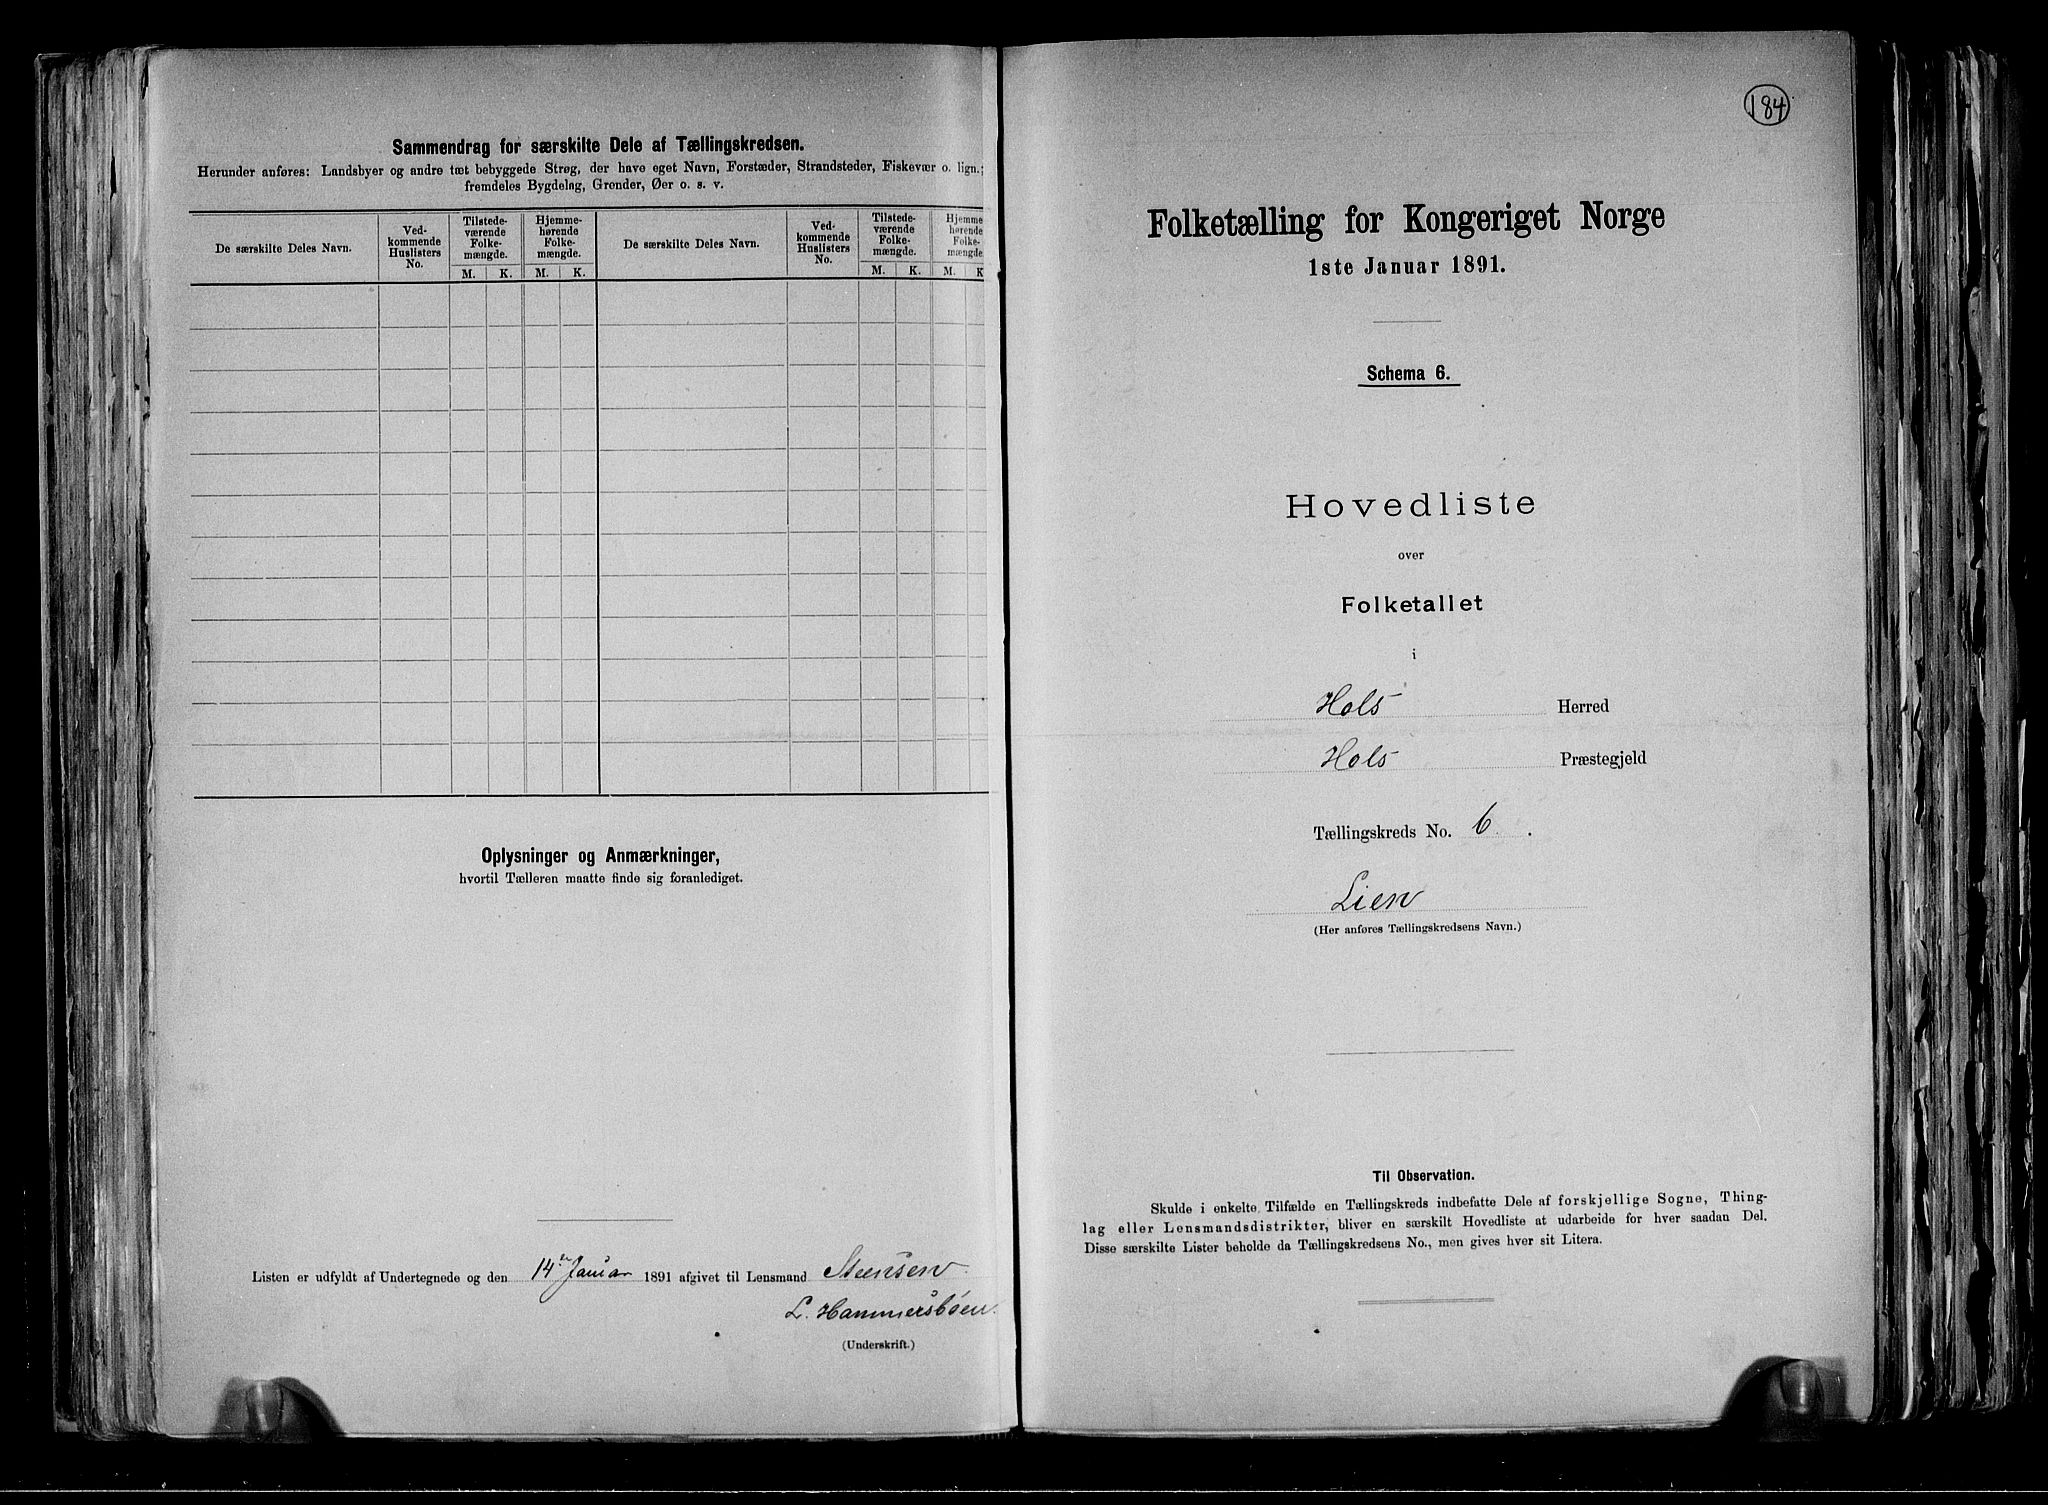 Sammendrag for særskilte Dele af Tællingskredsen.
Herunder anføres: Landsbyer og andre tæt bebyggede Strøg, der have eget Navn, Forstæder, Strandsteder, Fiskevær o. lign.;
fremdeles Bygdelag, Grender, Øer o. s. v.
De særskilte Deles Navn.
Ved-
kommende
Huslisters
No.
Tilstede-
værende
Folke-
mængde.
M. K.
Hjemme-
hørende
Folke-
mængde.
M. K.
De særskilte Deles Navn.
Ved-
kommende
Huslisters
No.
Tilstede-
værende
Folke-
mængde.
M. K.
Hjemme-
hørende
Folke-
mængde
M. K
Oplysninger og Anmærkninger,
hvortil Tælleren maatte finde sig foranlediget.
Listen er udfyldt af Undertegnede og den 14de Januar 1891 afgivet til Lensmand Steensen
L. Hammersbøen.
(Underskrift.)
184
Folketælling for Kongeriget Norge
1ste Januar 1891.
Schema 6.
Hovedliste
over
Folketallet
i
Hols Herred
Hols Præstegjeld
Tællingskreds No. 6.
Lien
(Her anføres Tællingskredsens Navn.)
Til Observation.
Skulde i enkelte Tilfælde en Tællingskreds indbefatte Dele af forskjellige Sogne, Thing-
lag eller Lensmandsdistrikter, bliver en særskilt Hovedliste at udarbeide for hver saadan Del.
Disse særskilte Lister beholde da Tællingskredsens No., men gives hver sit Litera.